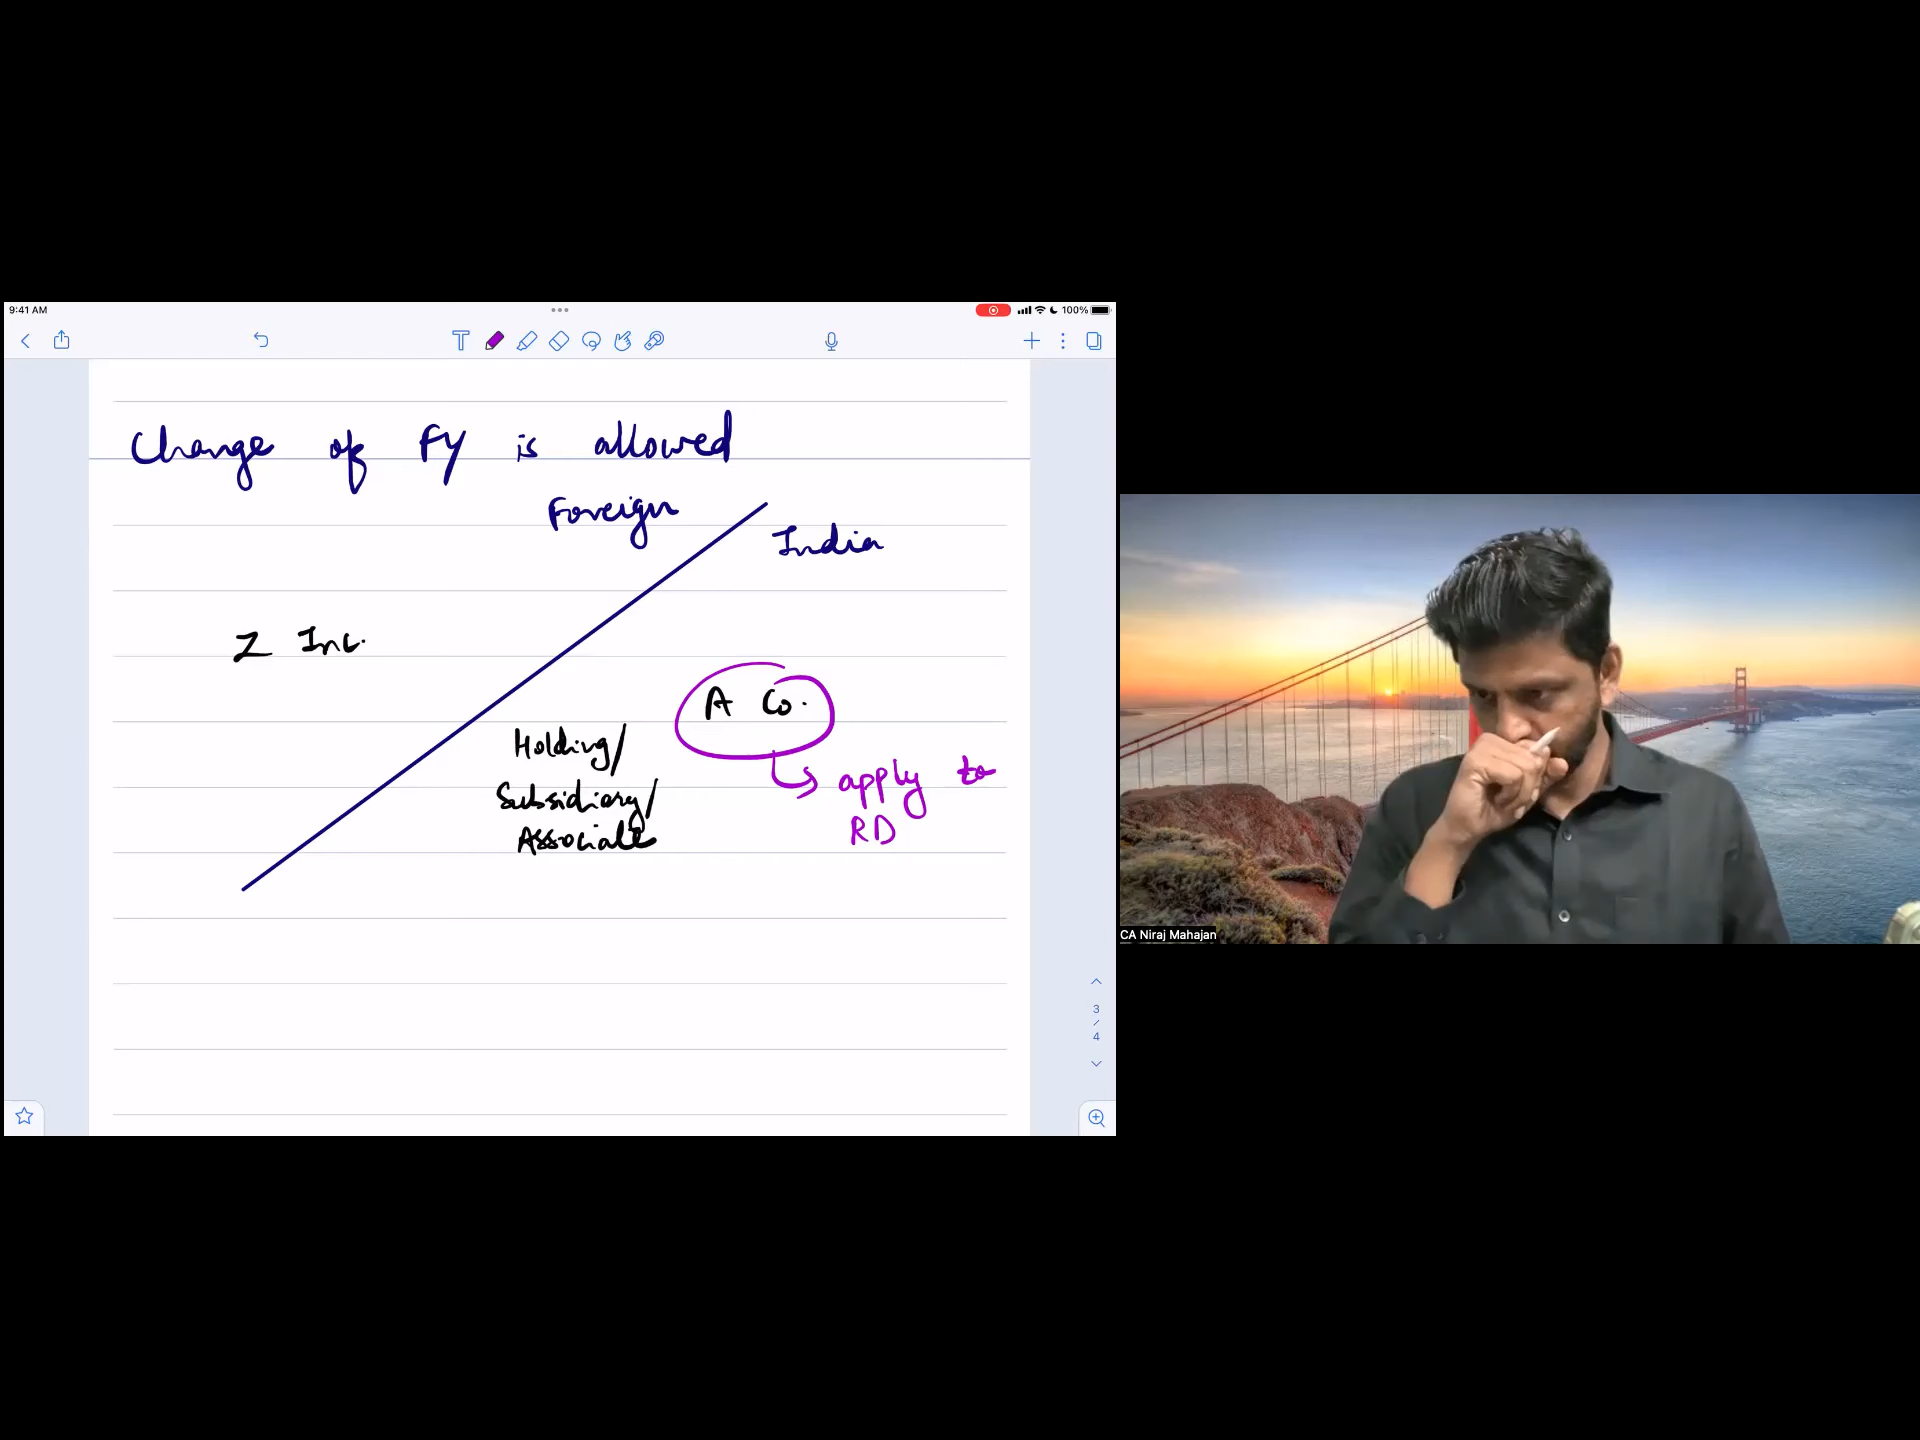 9:41 AM
100%
Change of FY is allowed
Foreign
India
Z Inc.
A Co.
Holding/
Subsidiary/
Associate
apply to
RD
CA Niraj Mahajan
3
/
4